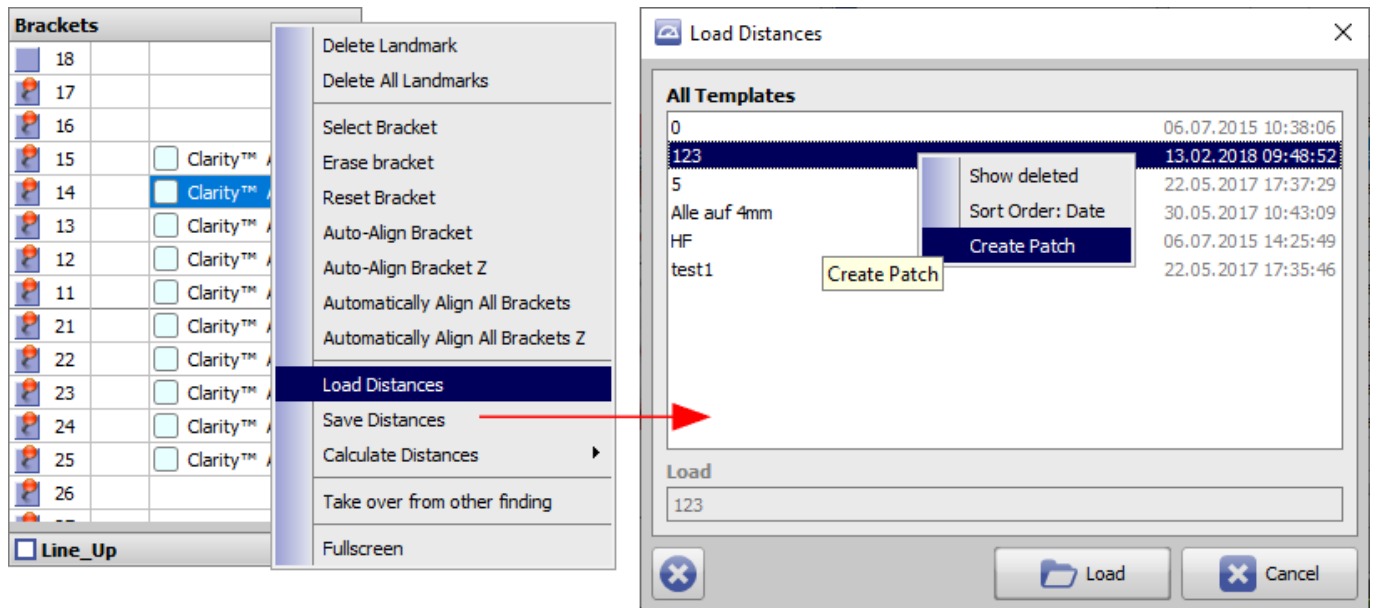 Brackets
18
17
16
15 Clarity™
14 Clarity™
13 Clarity™
12 Clarity™
11 Clarity™
21 Clarity™
22 Clarity™
23 Clarity™
24 Clarity™
25 Clarity™
26
Line_Up
Delete Landmark
Delete All Landmarks
Select Bracket
Erase bracket
Reset Bracket
Auto-Align Bracket
Auto-Align Bracket Z
Automatically Align All Brackets
Automatically Align All Brackets Z
Load Distances
Save Distances
Calculate Distances
Take over from other finding
Fullscreen
Load Distances
All Templates
0 06.07.2015 10:38:06
123 13.02.2018 09:48:52
5 22.05.2017 17:37:29
Alle auf 4mm 30.05.2017 10:43:09
HF 06.07.2015 14:25:49
test1 22.05.2017 17:35:46
Show deleted
Sort Order: Date
Create Patch
Create Patch
Load
123
Load
Cancel